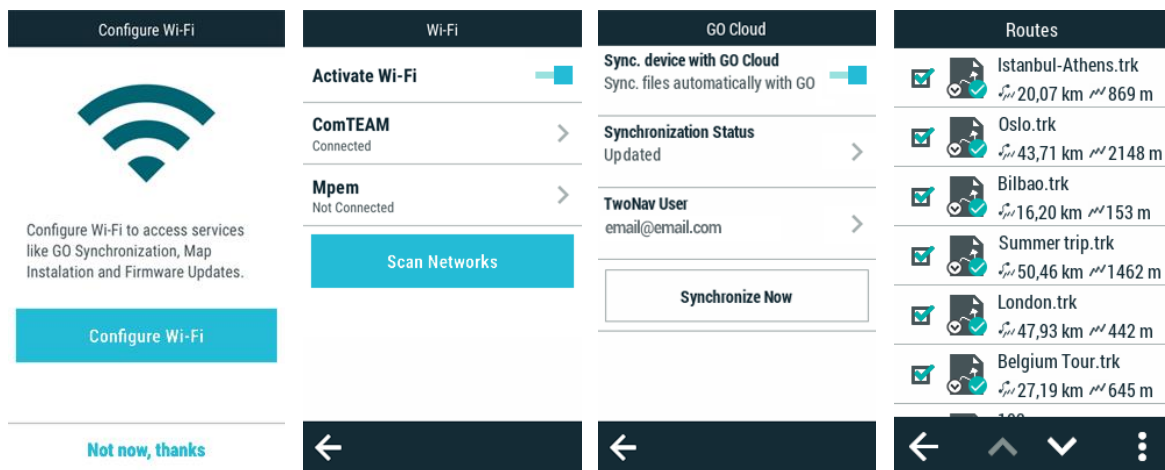 Configure Wi-Fi
Configure Wi-Fi to access services
like GO Synchronization, Map
Instalation and Firmware Updates.
Configure Wi-Fi
Not now, thanks
Wi-Fi
Activate Wi-Fi
ComTEAM
Connected
Mpem
Not Connected
Scan Networks
GO Cloud
Sync. device with GO Cloud
Sync. files automatically with GO
Synchronization Status
Updated
TwoNav User
email@email.com
Synchronize Now
Routes
Istanbul-Athens.trk
20,07 km 869 m
Oslo.trk
43,71 km 2148 m
Bilbao.trk
16,20 km 153 m
Summer trip.trk
50,46 km 1462 m
London.trk
47,93 km 442 m
Belgium Tour.trk
27,19 km 645 m